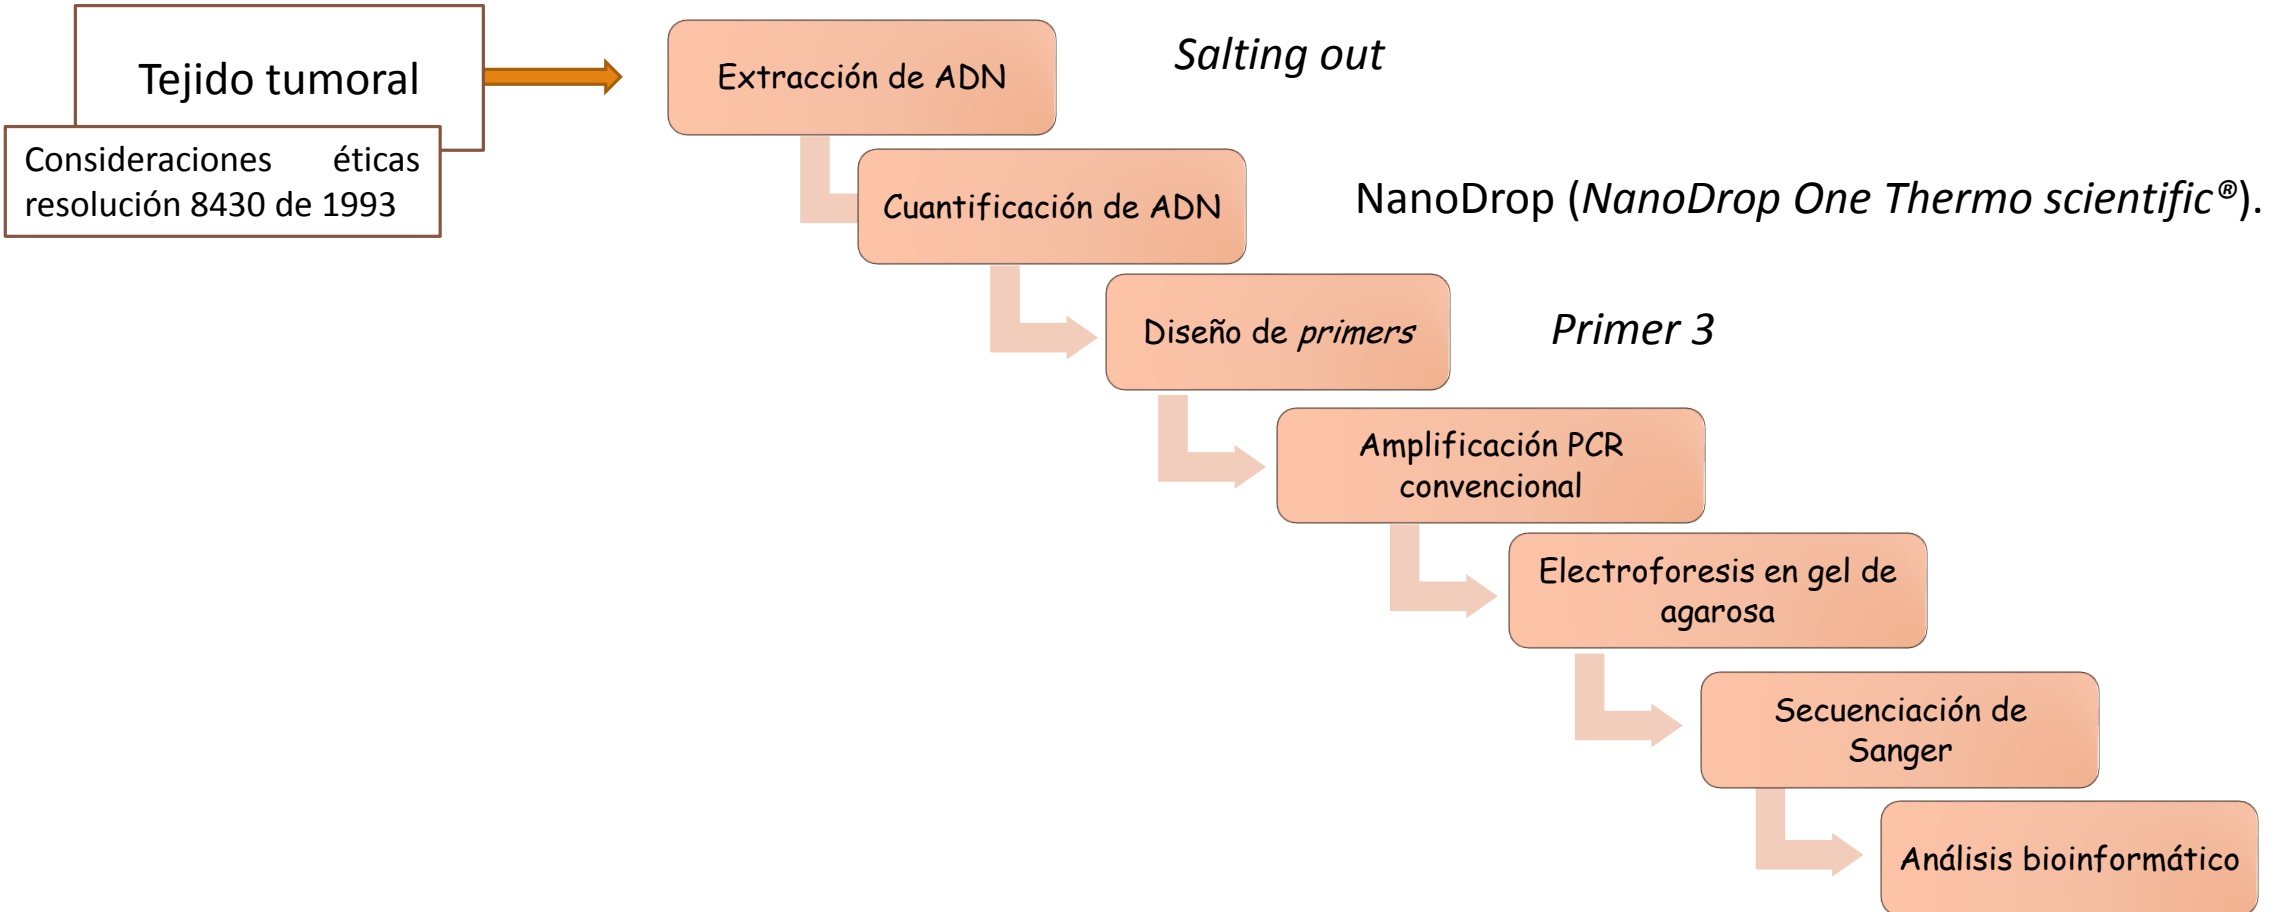 Tejido tumoral
Consideraciones éticas
resolución 8430 de 1993
Extracción de ADN
Salting out
Cuantificación de ADN
NanoDrop (NanoDrop One Thermo scientific®).
Diseño de primers
Primer 3
Amplificación PCR
convencional
Electroforesis en gel de
agarosa
Secuenciación de
Sanger
Análisis bioinformático